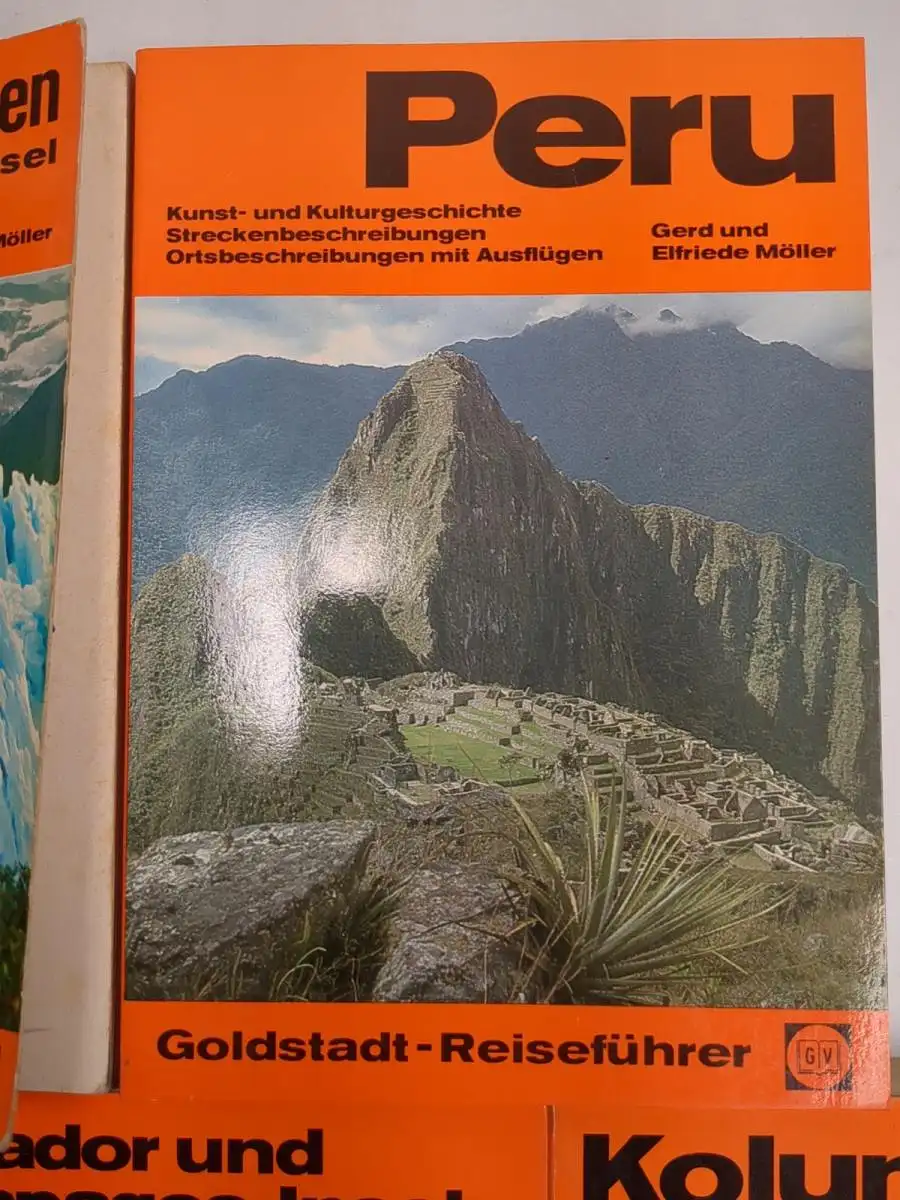 en
sel
Möller
Peru
Kunst- und Kulturgeschichte
Streckenbeschreibungen
Ortsbeschreibungen mit Ausflügen
Gerd und
Elfriede Möller
Goldstadt-Reiseführer
GV
ador und
Kolum